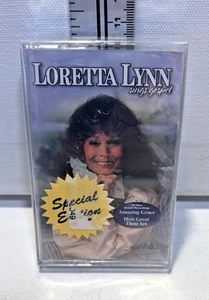 LORETTA LYNN
sings gospel
Special
Edition
Amazing Grace
How Great
Thou Art